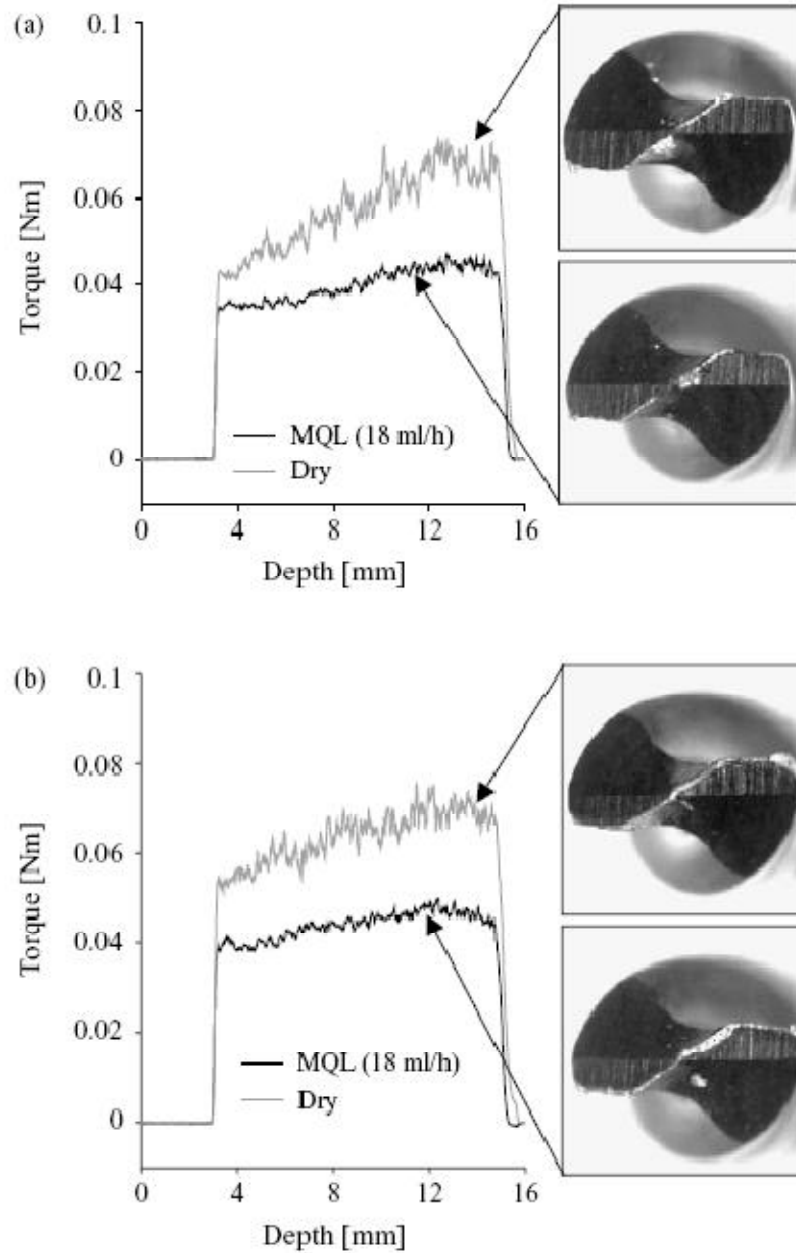 (a)
0.1
0.08
0.06
0.04
0.02
0
Torque [Nm]
MQL (18 ml/h)
Dry
0 4 8 12 16
Depth [mm]
(b)
0.1
0.08
0.06
0.04
0.02
0
Torque [Nm]
MQL (18 ml/h)
Dry
0 4 8 12 16
Depth [mm]